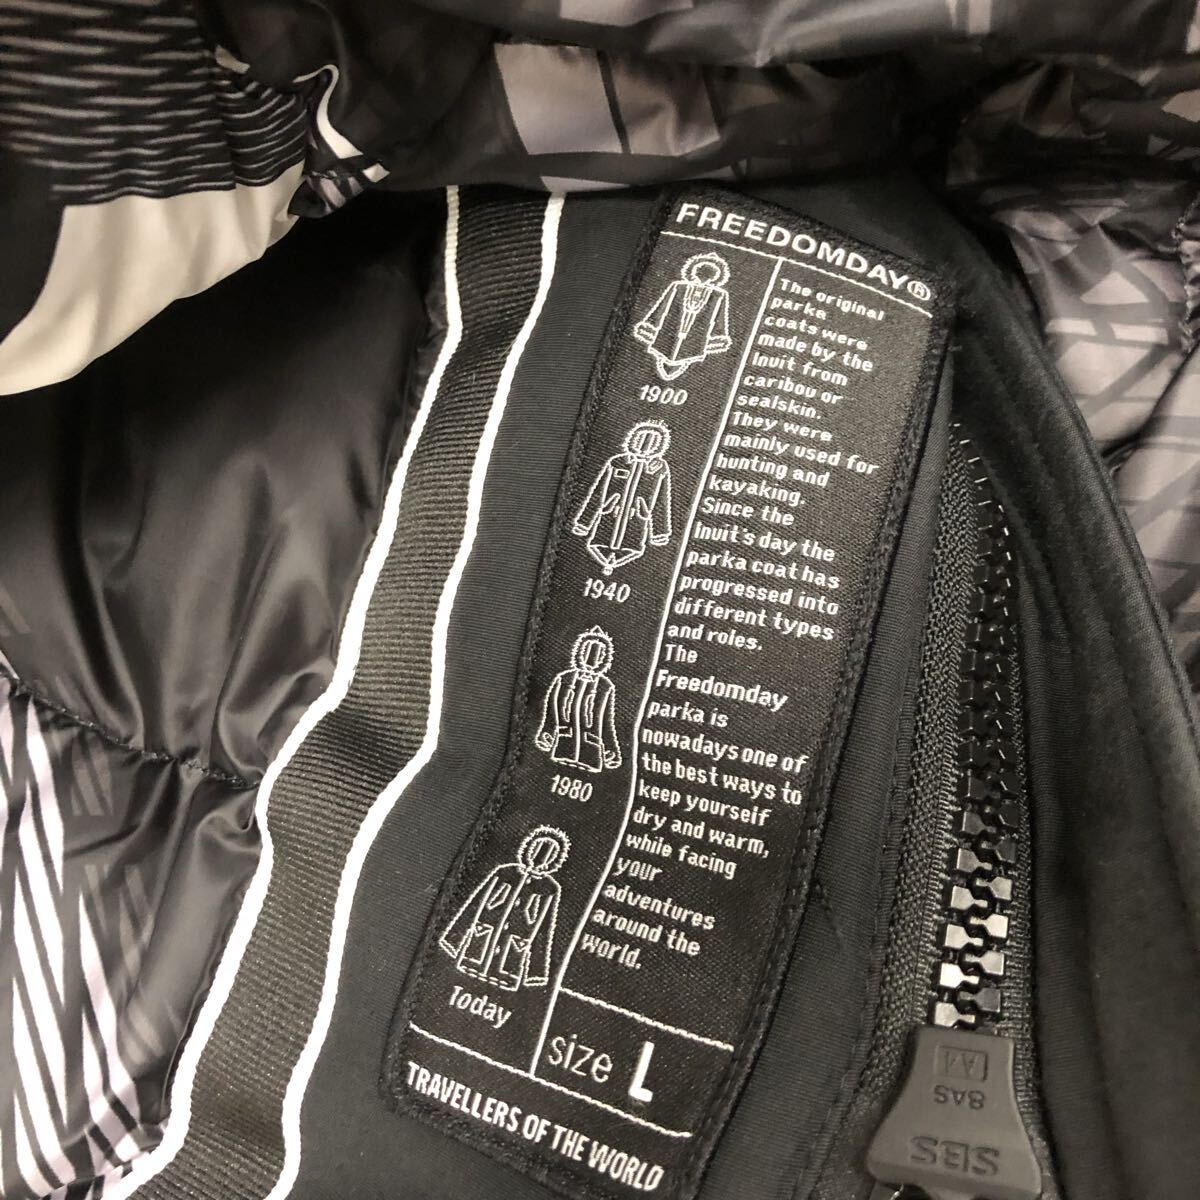 FREEDOMDAY®
The original
parka
coats were
made by the
Inuit from
caribou or
sealskin.
They were
mainly used for
hunting and
kayaking.
Since the
Inuit's day the
parka coat has
progressed into
different types
and roles.
The
Freedomday
parka is
nowadays one of
the best ways to
keep yourself
dry and warm,
while facing
your
adventures
around the
world.
1900
1940
1980
Today
size L
TRAVELLERS OF THE WORLD
8AS
SBS